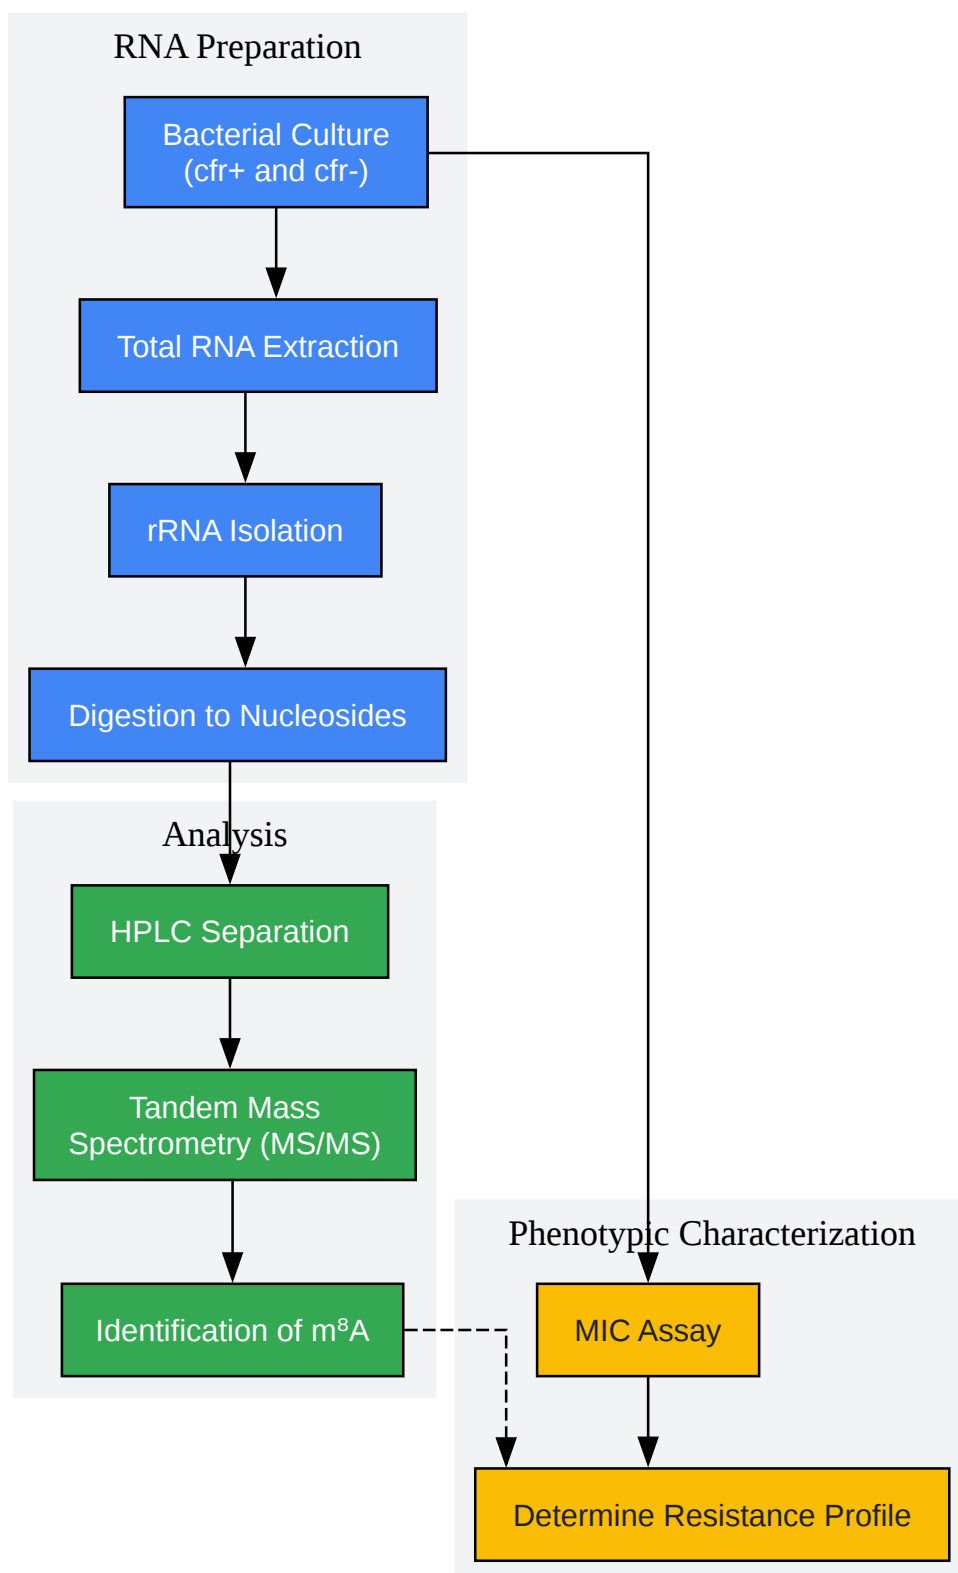 RNA Preparation
Bacterial Culture
(cfr+ and cfr-)
Total RNA Extraction
rRNA Isolation
Digestion to Nucleosides
Analysis
HPLC Separation
Tandem Mass
Spectrometry (MS/MS)
Identification of m⁸A
Phenotypic Characterization
MIC Assay
Determine Resistance Profile